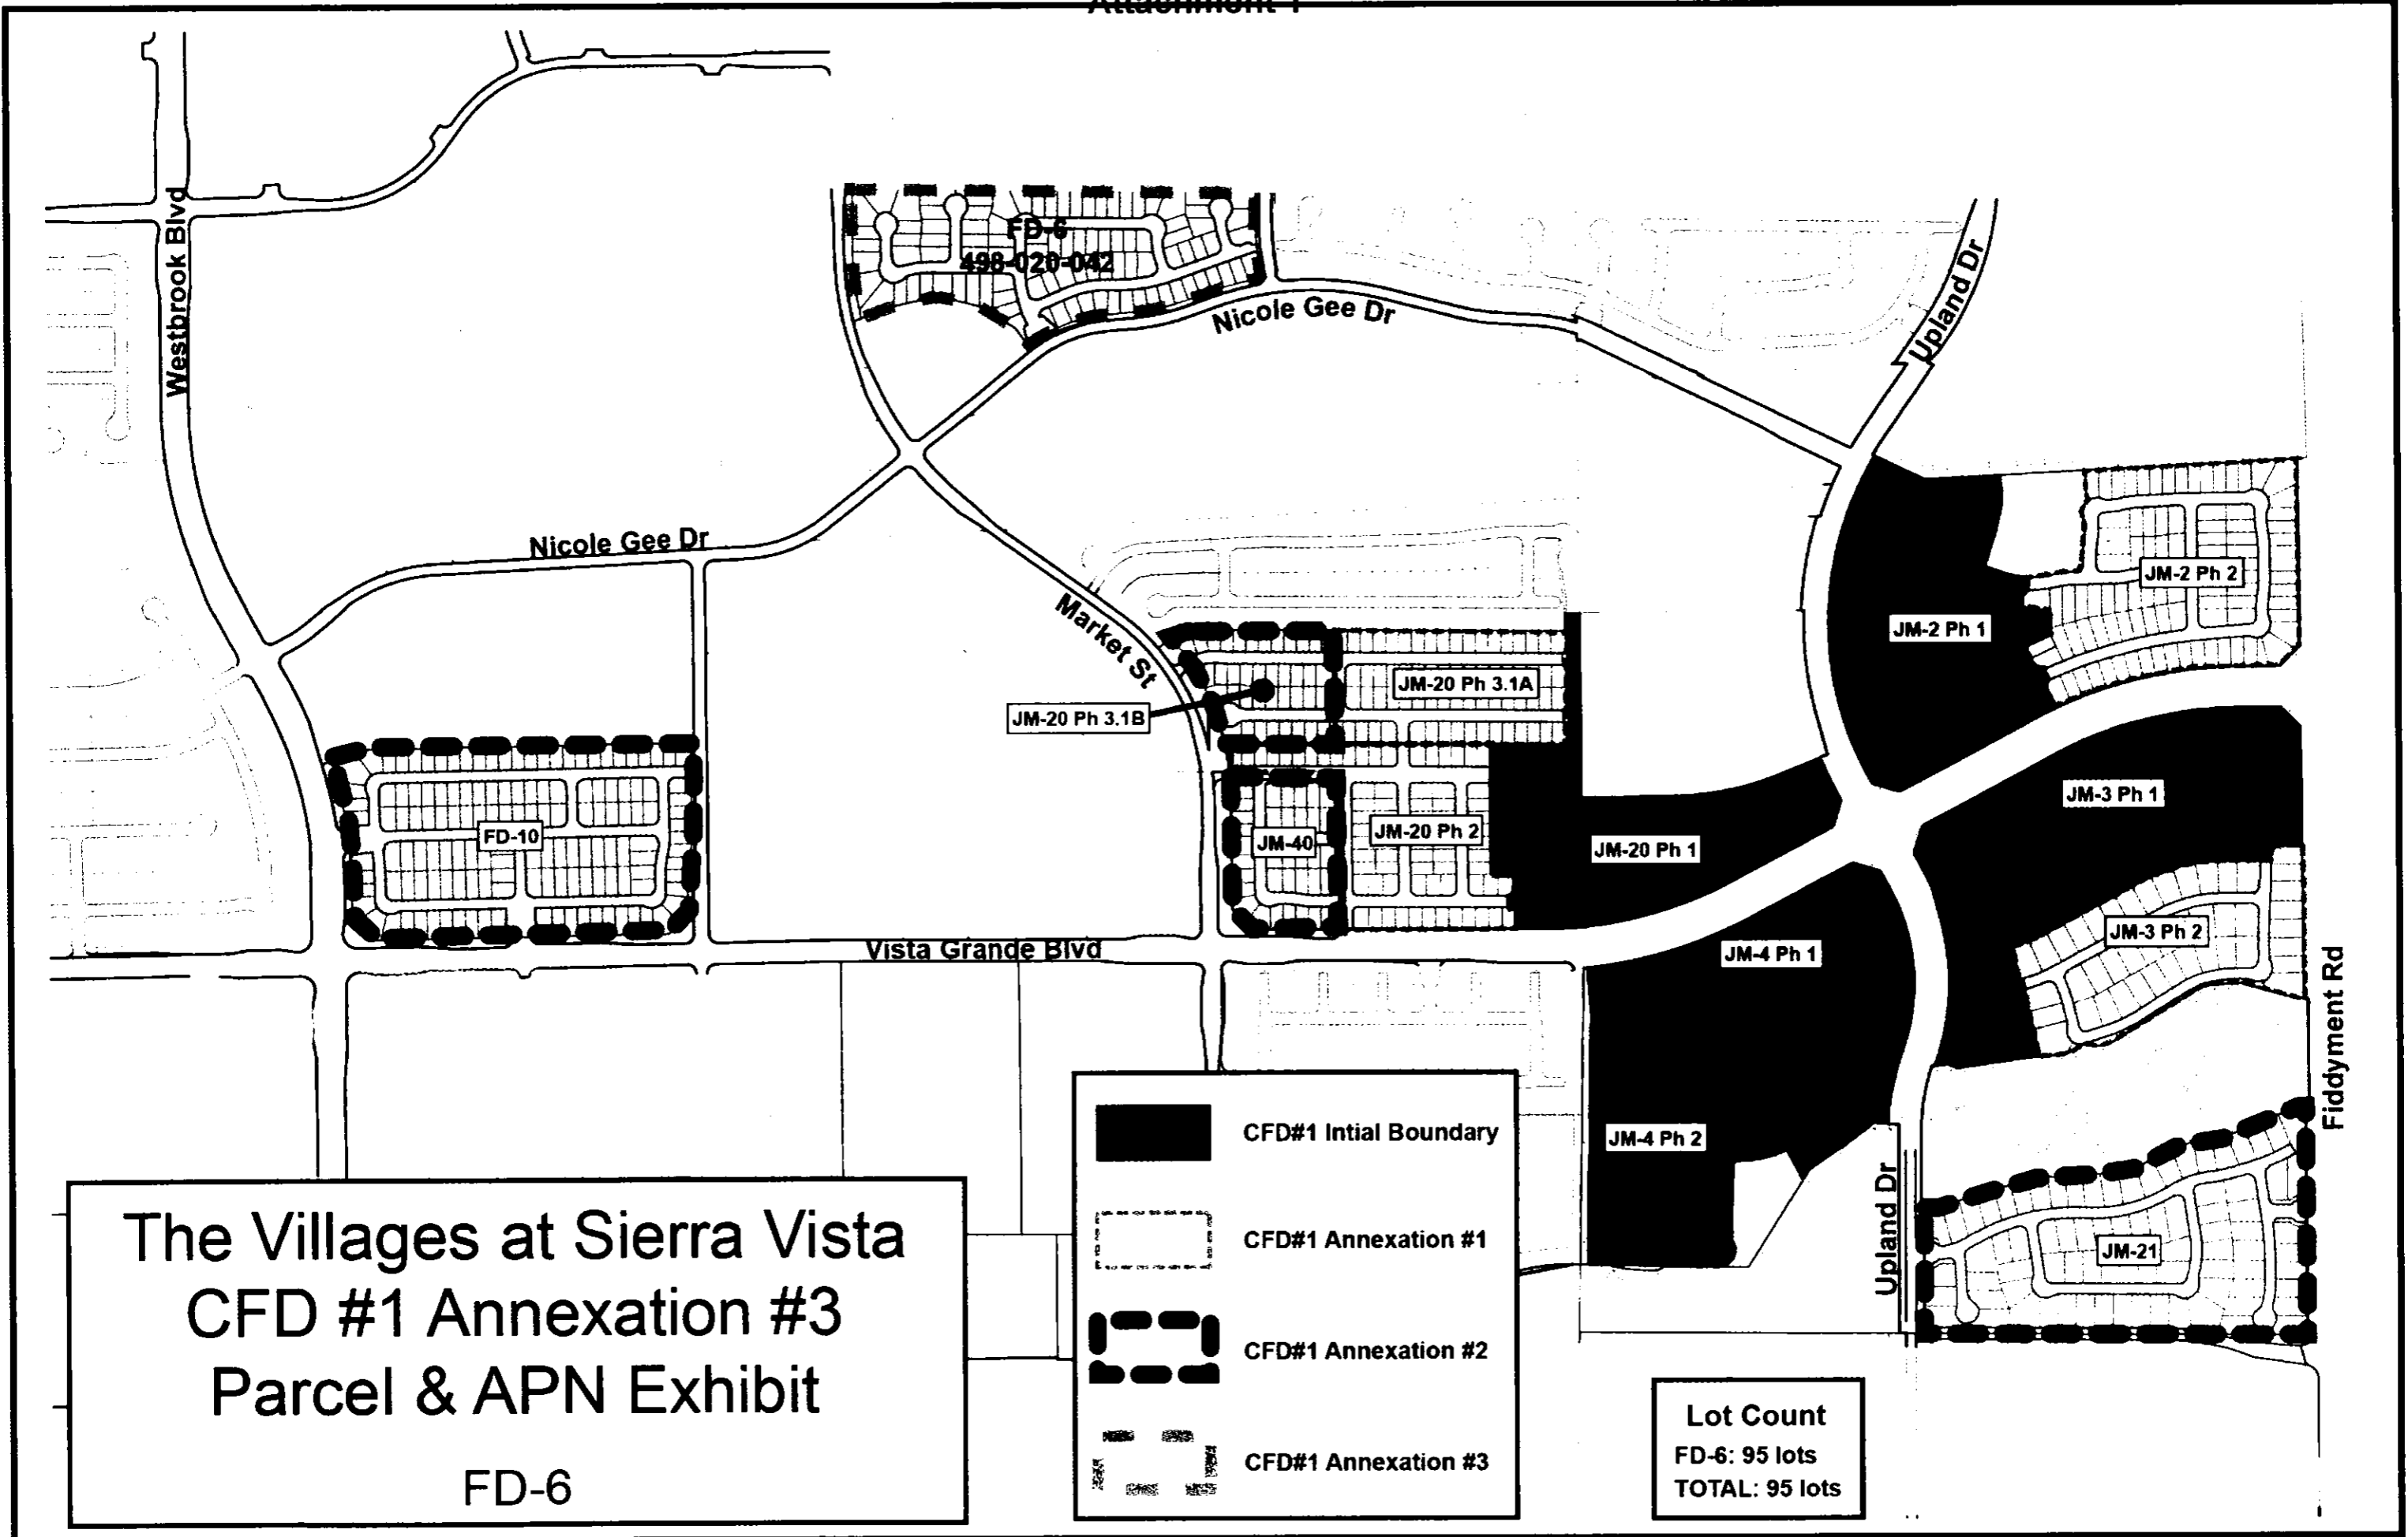 Attachment 1
Westbrook Blvd
FD-6
498-020-042
Nicole Gee Dr
Upland Dr
Nicole Gee Dr
Market St
JM-2 Ph 2
JM-2 Ph 1
JM-20 Ph 3.1A
JM-20 Ph 3.1B
JM-3 Ph 1
FD-10
JM-40
JM-20 Ph 2
JM-20 Ph 1
JM-3 Ph 2
Vista Grande Blvd
JM-4 Ph 1
Fiddyment Rd
JM-4 Ph 2
Upland Dr
JM-21
CFD#1 Intial Boundary
CFD#1 Annexation #1
CFD#1 Annexation #2
CFD#1 Annexation #3
The Villages at Sierra Vista
CFD #1 Annexation #3
Parcel & APN Exhibit
FD-6
Lot Count
FD-6: 95 lots
TOTAL: 95 lots